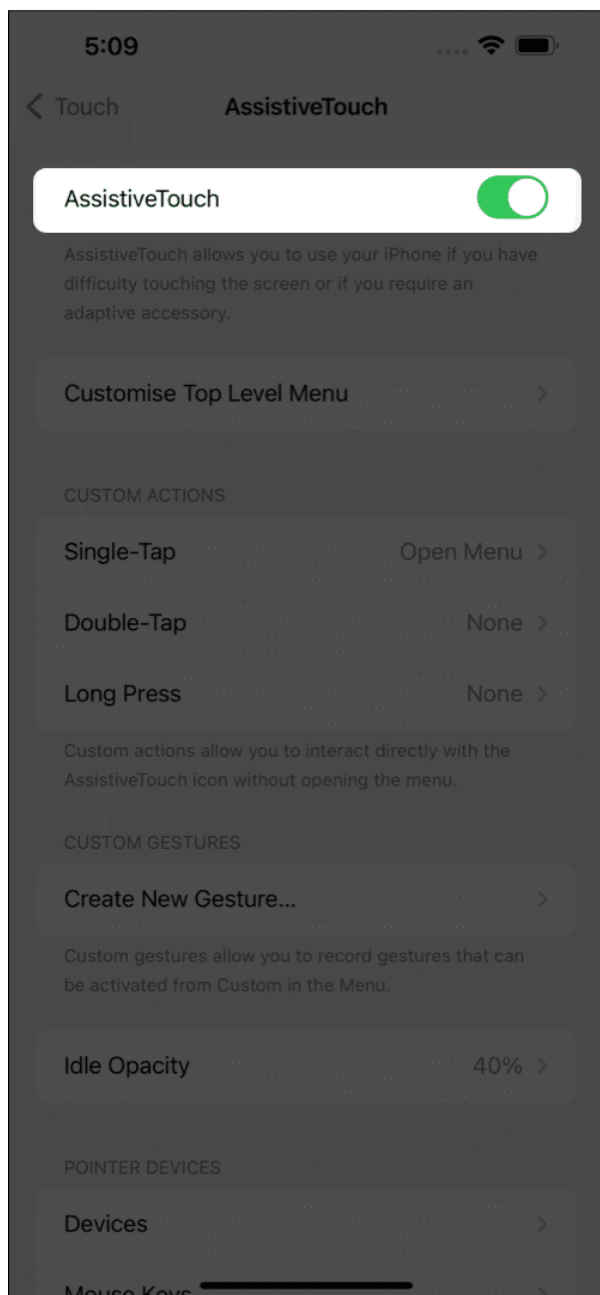 5:09
Touch
AssistiveTouch
AssistiveTouch
AssistiveTouch allows you to use your iPhone if you have
difficulty touching the screen or if you require an
adaptive accessory.
Customise Top Level Menu
CUSTOM ACTIONS
Single-Tap Open Menu
Double-Tap None
Long Press None
Custom actions allow you to interact directly with the
AssistiveTouch icon without opening the menu.
CUSTOM GESTURES
Create New Gesture...
Custom gestures allow you to record gestures that can
be activated from Custom in the Menu.
Idle Opacity 40%
POINTER DEVICES
Devices
Mouse Keys